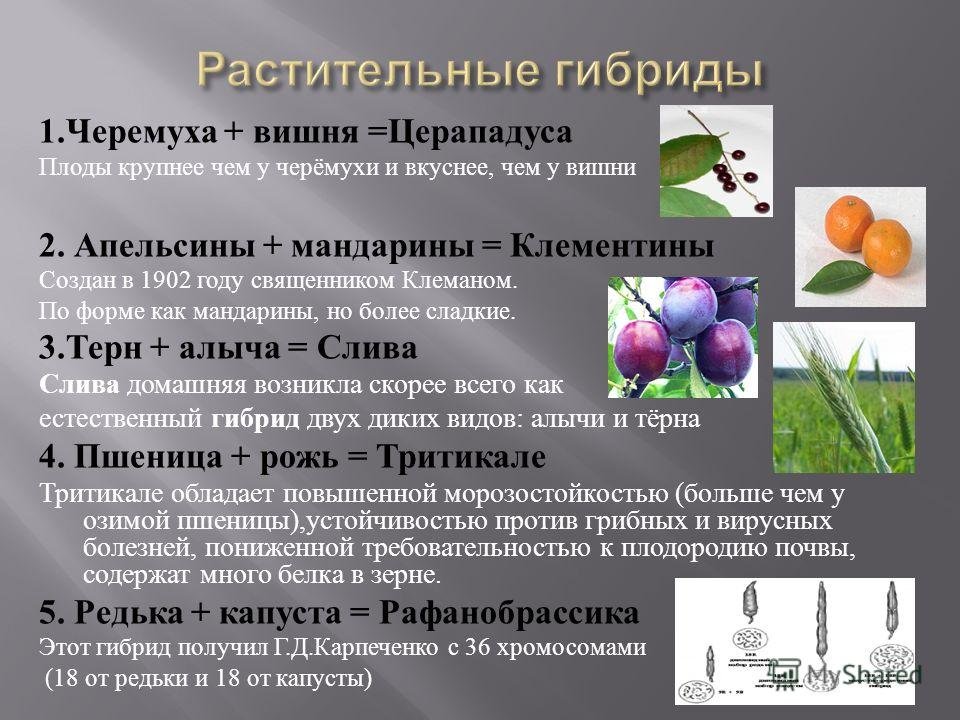 Растительные гибриды
1.Черемуха + вишня =Церападуса
Плоды крупнее чем у черёмухи и вкуснее, чем у вишни
2. Апельсины + мандарины = Клементины
Создан в 1902 году священником Клеманом.
По форме как мандарины, но более сладкие.
3.Терн + алыча = Слива
Слива домашняя возникла скорее всего как
естественный гибрид двух диких видов: алычи и тёрна
4. Пшеница + рожь = Тритикале
Тритикале обладает повышенной морозостойкостью (больше чем у
озимой пшеницы),устойчивостью против грибных и вирусных
болезней, пониженной требовательностью к плодородию почвы,
содержат много белка в зерне.
5. Редька + капуста = Рафанобрассика
Этот гибрид получил Г.Д.Карпеченко с 36 хромосомами
(18 от редьки и 18 от капусты)
MyShared